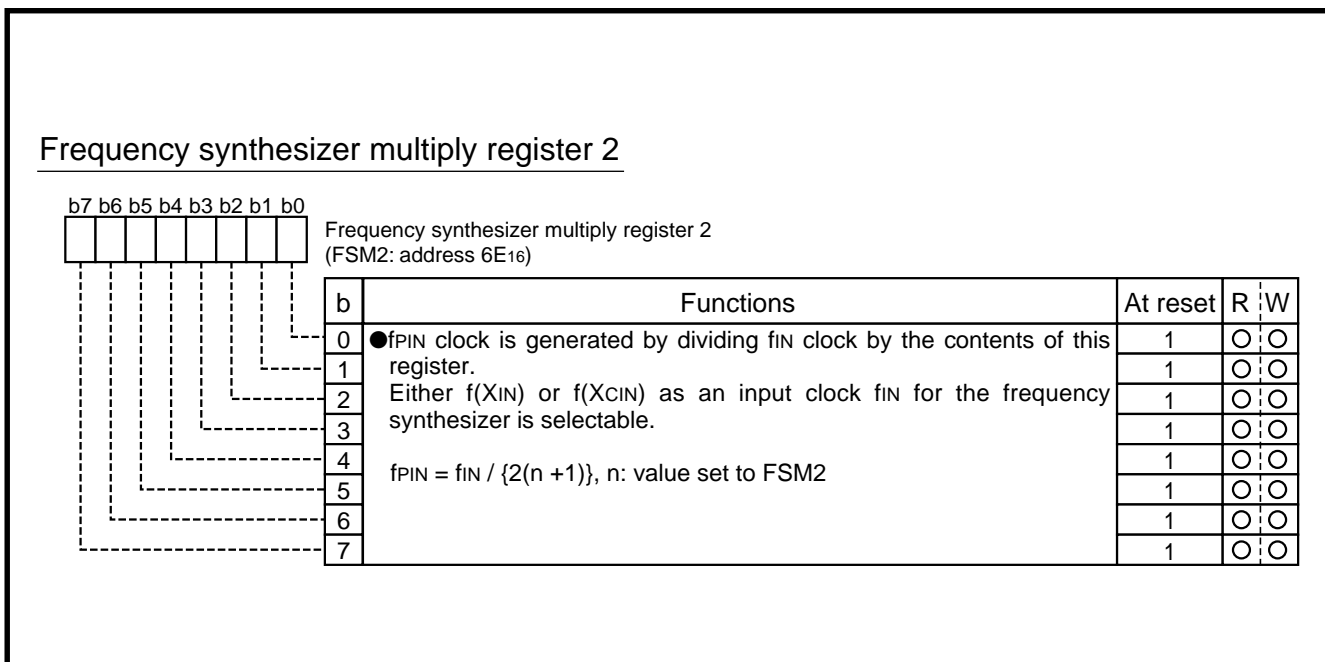 Frequency synthesizer multiply register 2
b7 b6 b5 b4 b3 b2 b1 b0
Frequency synthesizer multiply register 2
(FSM2: address 6E16)
b Functions At reset R W
0 ●fPIN clock is generated by dividing fIN clock by the contents of this 1 O O
1 register. 1 O O
2 Either f(XIN) or f(XCIN) as an input clock fIN for the frequency 1 O O
3 synthesizer is selectable. 1 O O
4 1 O O
fPIN = fIN / {2(n +1)}, n: value set to FSM2
5 1 O O
6 1 O O
7 1 O O